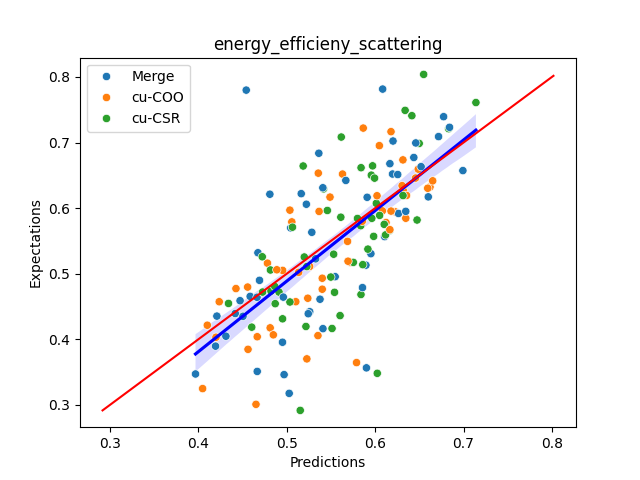 energy_efficieny_scattering
Merge
cu-COO
cu-CSR
Expectations
0.8
0.7
0.6
0.5
0.4
0.3
0.3 0.4 0.5 0.6 0.7 0.8
Predictions